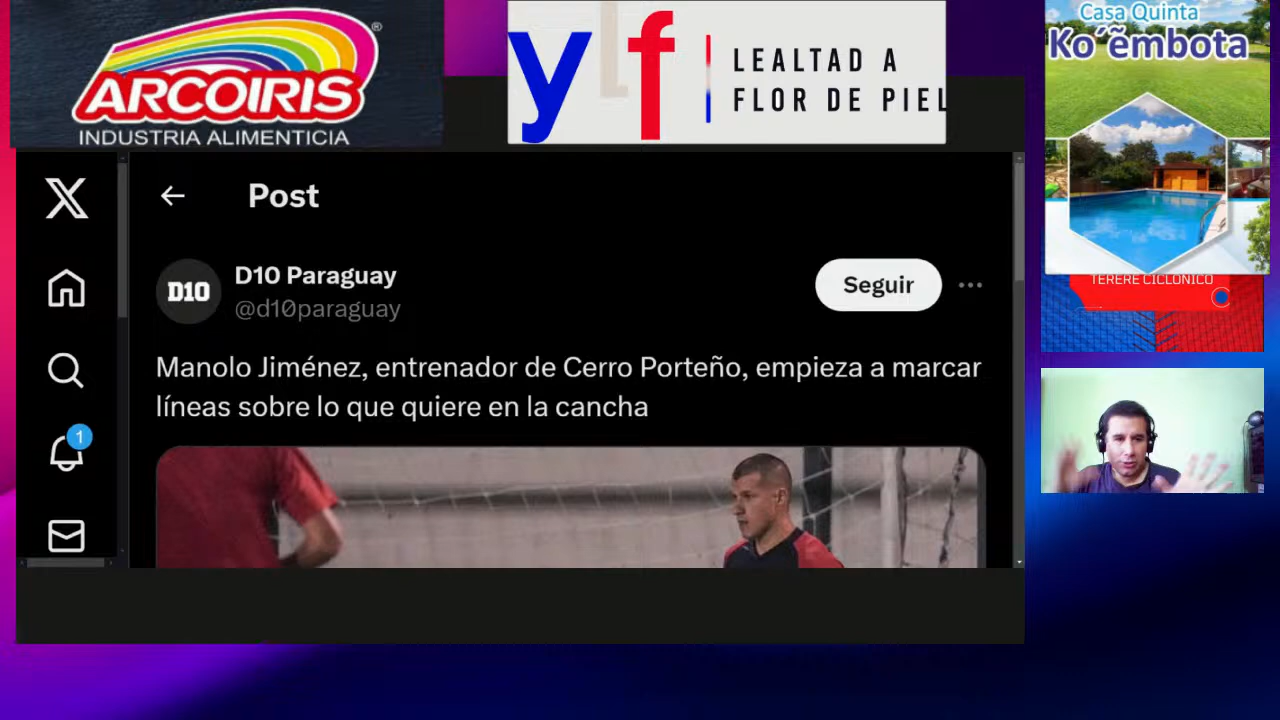 ARCOIRIS
®
INDUSTRIA ALIMENTICIA
yf
LEALTAD A
FLOR DE PIEL
Casa Quinta
Ko´ẽmbota
TERERE CICLONICO
X
Post
D10
D10 Paraguay
@d10paraguay
Seguir
Manolo Jiménez, entrenador de Cerro Porteño, empieza a marcar
líneas sobre lo que quiere en la cancha
1